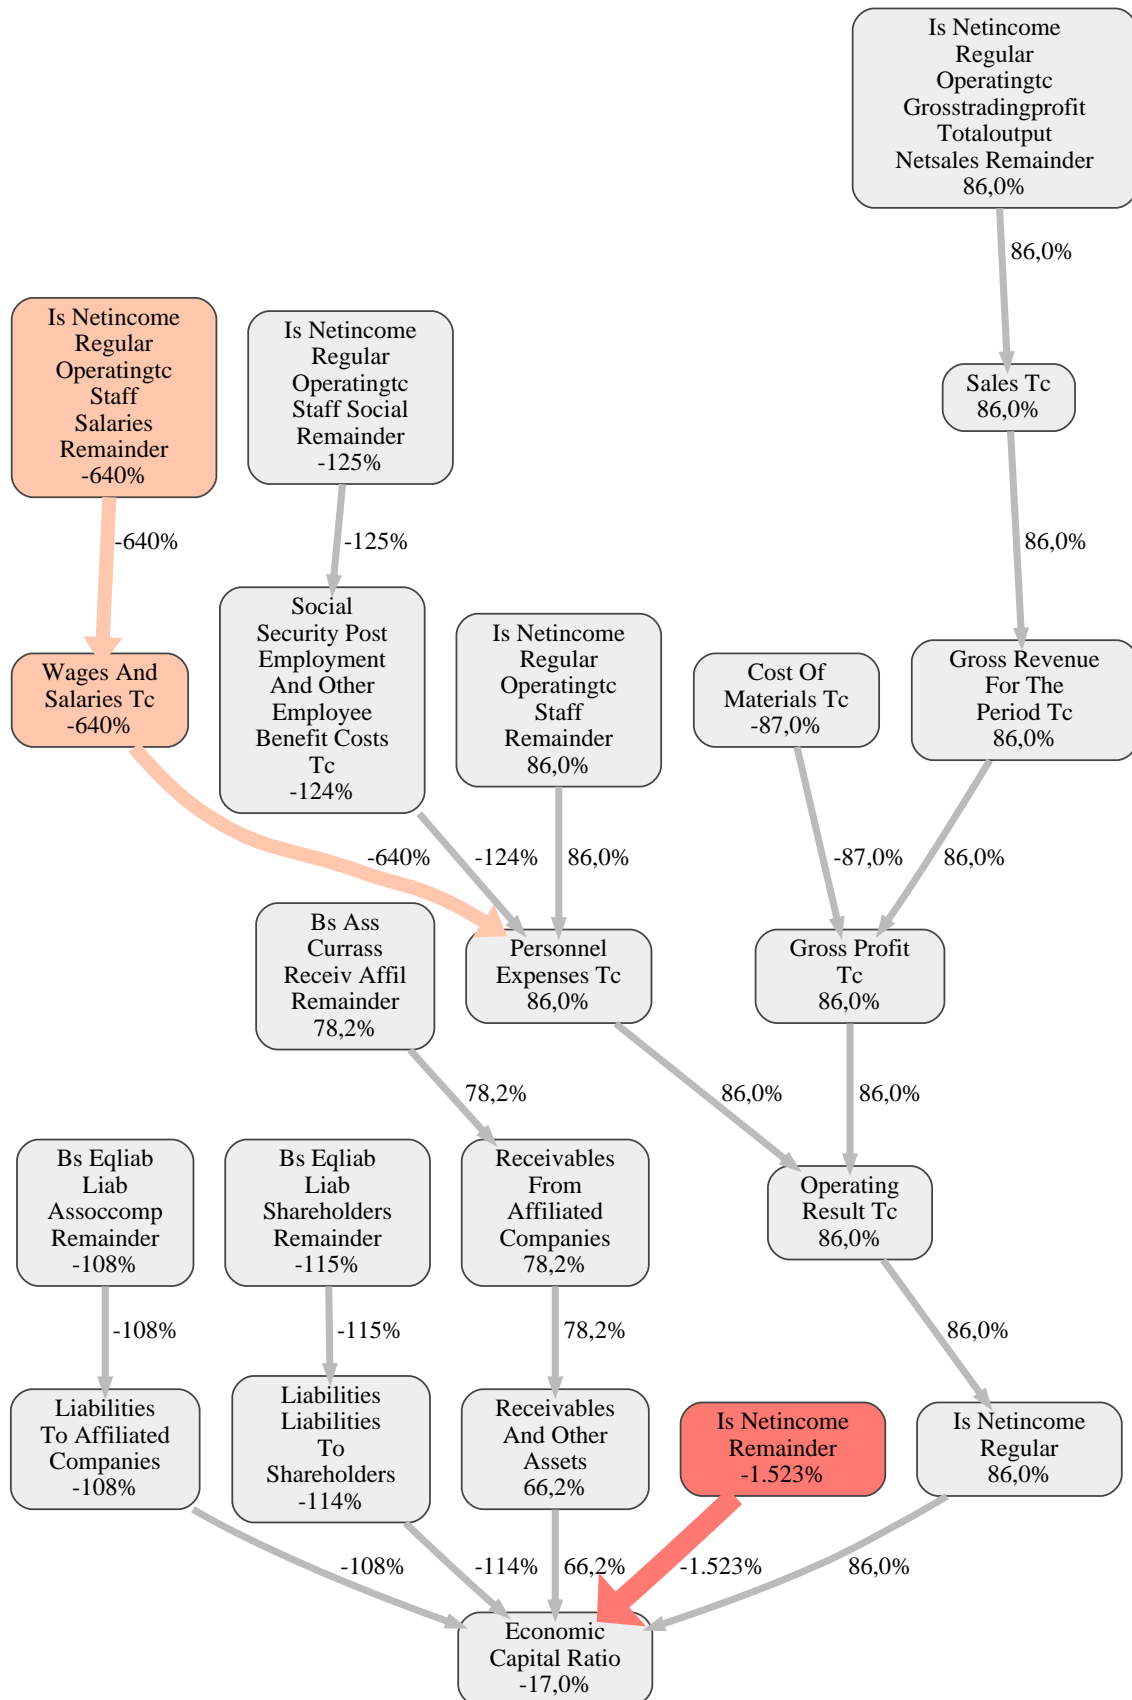 Is Netincome
Regular
Operatingtc
Grosstradingprofit
Totaloutput
Netsales Remainder
86,0%
86,0%
Is Netincome
Regular
Operatingtc
Staff
Salaries
Remainder
-640%
Is Netincome
Regular
Operatingtc
Staff Social
Remainder
-125%
Sales Tc
86,0%
-640%
-125%
86,0%
Social
Security Post
Employment
And Other
Employee
Benefit Costs
Tc
-124%
Is Netincome
Regular
Operatingtc
Staff
Remainder
86,0%
Wages And
Salaries Tc
-640%
Cost Of
Materials Tc
-87,0%
Gross Revenue
For The
Period Tc
86,0%
-640%
-124%
86,0%
-87,0%
86,0%
Bs Ass
Currass
Receiv Affil
Remainder
78,2%
Personnel
Expenses Tc
86,0%
Gross Profit
Tc
86,0%
78,2%
86,0%
86,0%
Bs Eqliab
Liab
Assoccomp
Remainder
-108%
Bs Eqliab
Liab
Shareholders
Remainder
-115%
Receivables
From
Affiliated
Companies
78,2%
Operating
Result Tc
86,0%
-108%
-115%
78,2%
86,0%
Liabilities
To Affiliated
Companies
-108%
Liabilities
Liabilities
To
Shareholders
-114%
Receivables
And Other
Assets
66,2%
Is Netincome
Remainder
-1.523%
Is Netincome
Regular
86,0%
-108%
-114%
66,2%
-1.523%
86,0%
Economic
Capital Ratio
-17,0%